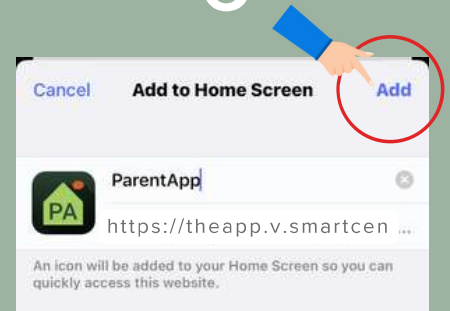 Cancel Add to Home Screen Add
ParentApp
PA
https://theapp.v.smartcen ...
An icon will be added to your Home Screen so you can
quickly access this website.